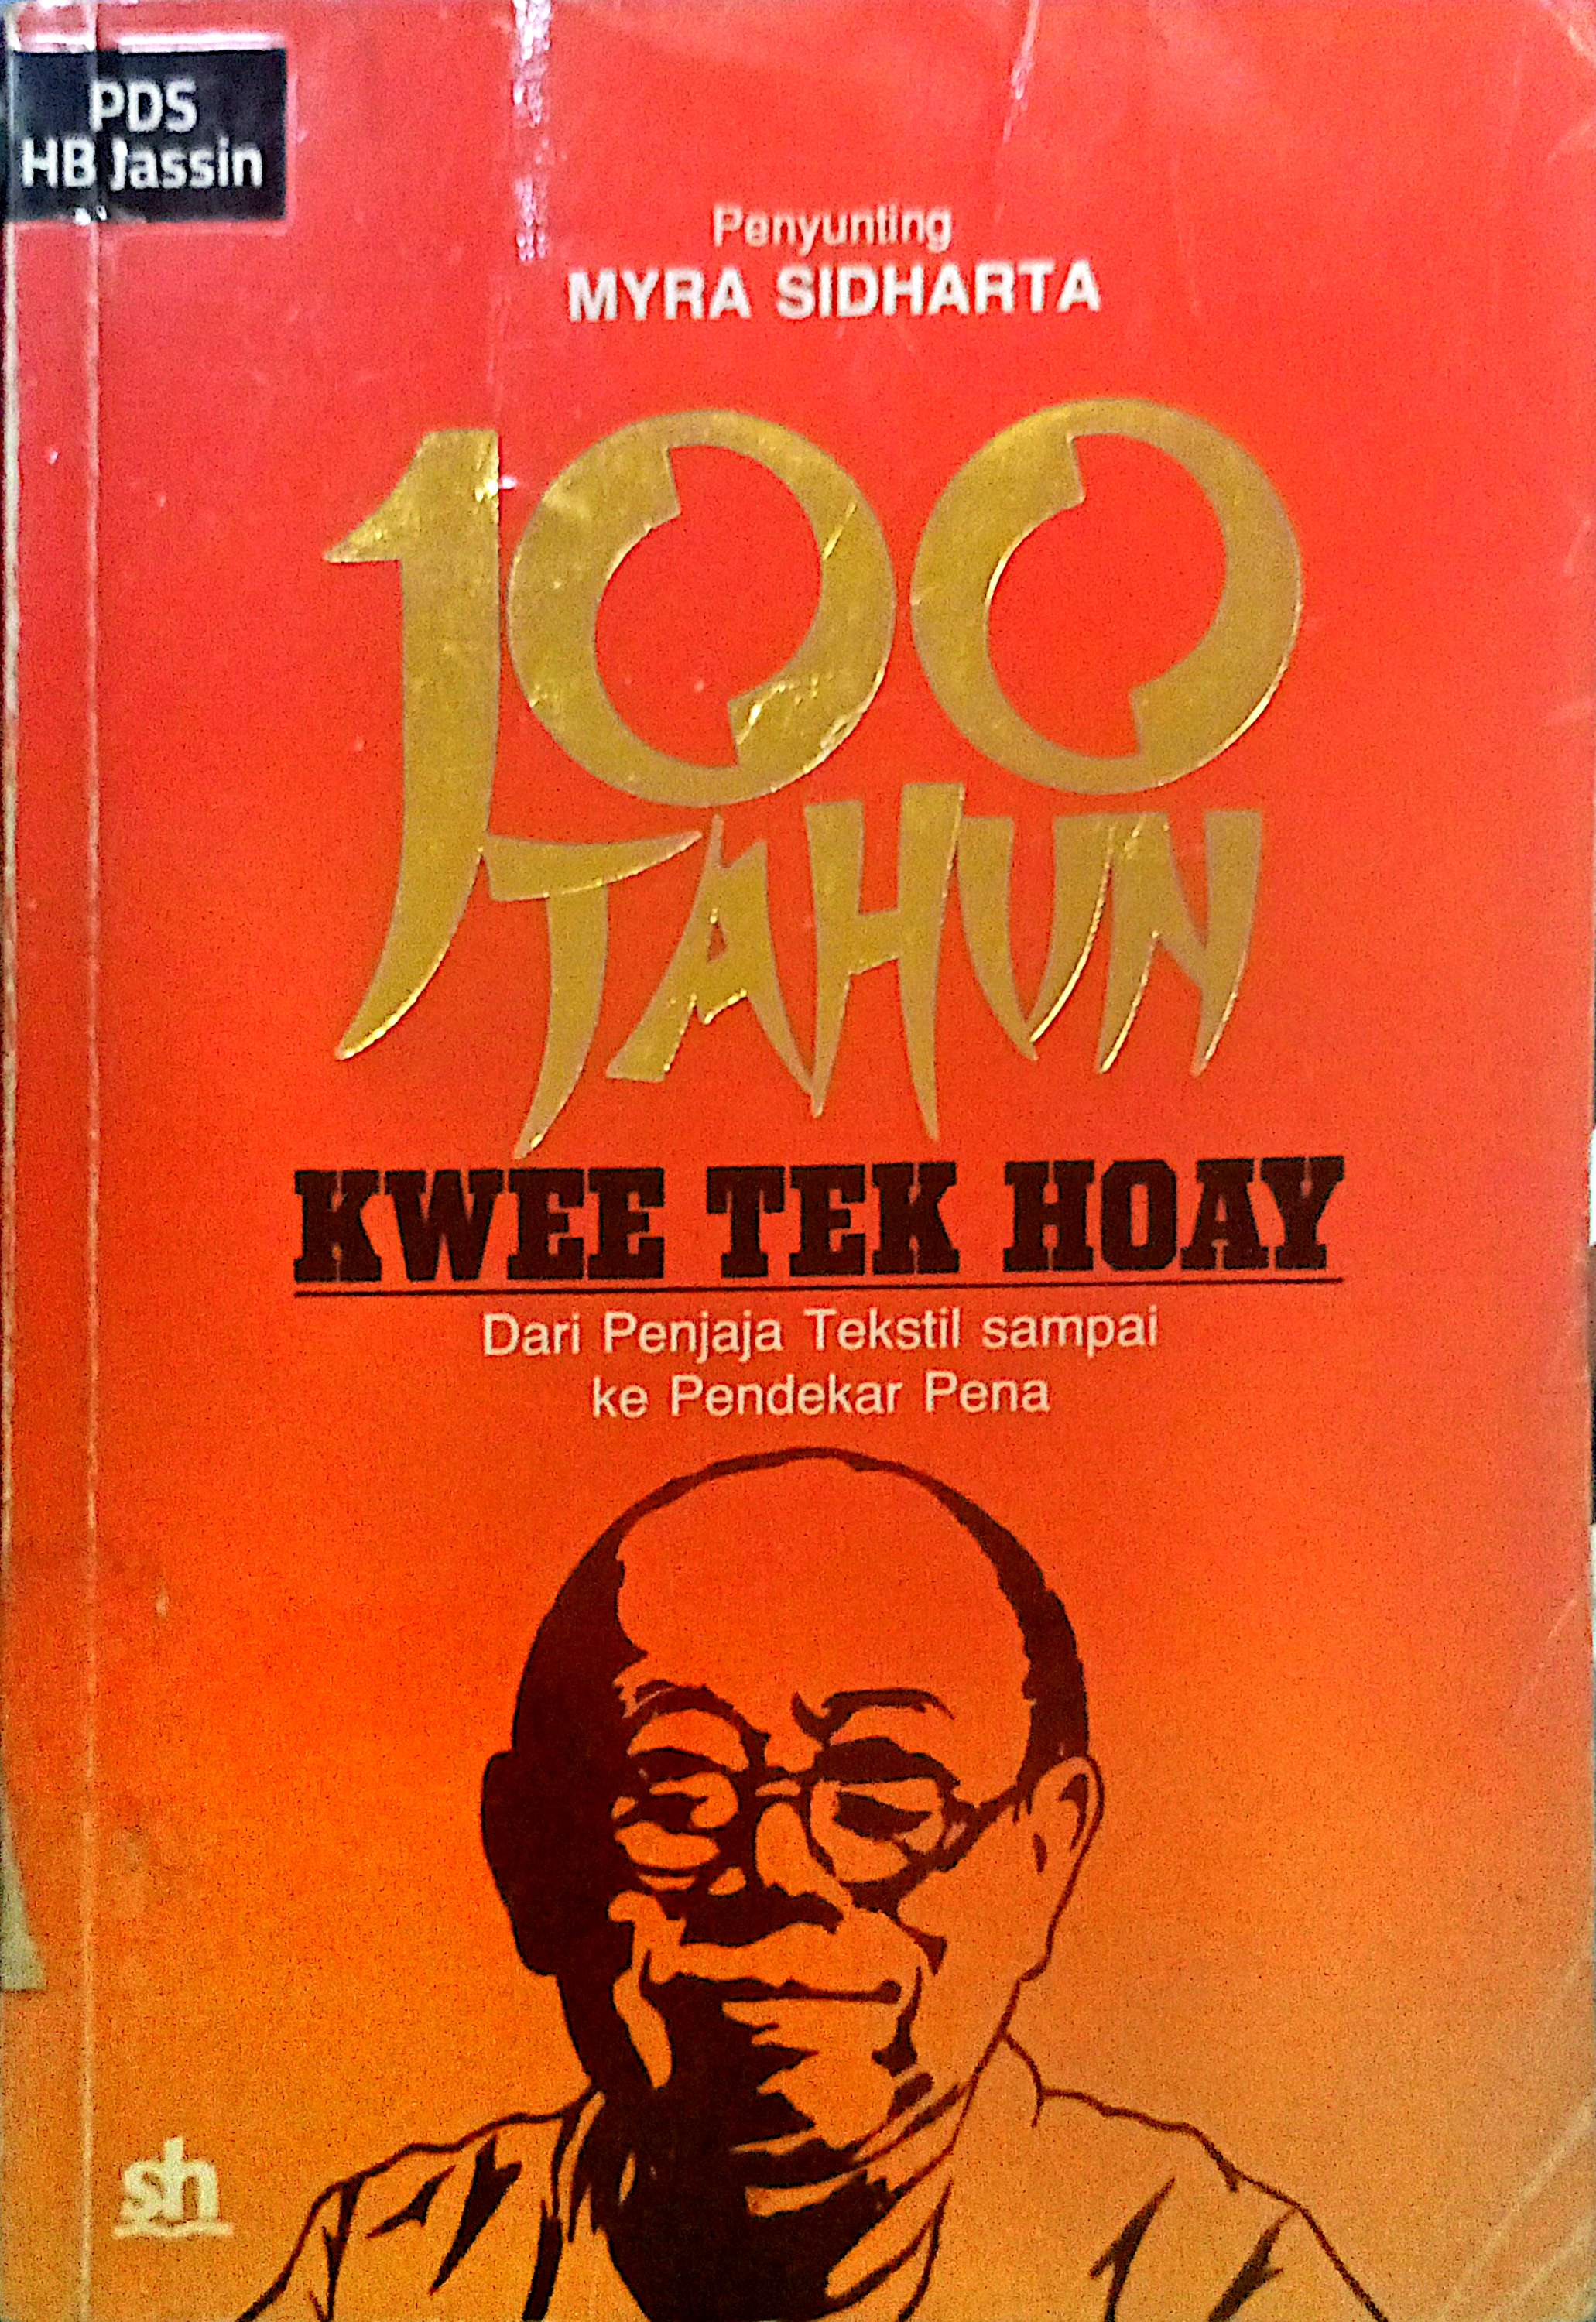 PDS
HB Jassin
Penyunting
MYRA SIDHARTA
100
TAHUN
KWEE TEK HOAY
Dari Penjaja Tekstil sampai
ke Pendekar Pena
sh